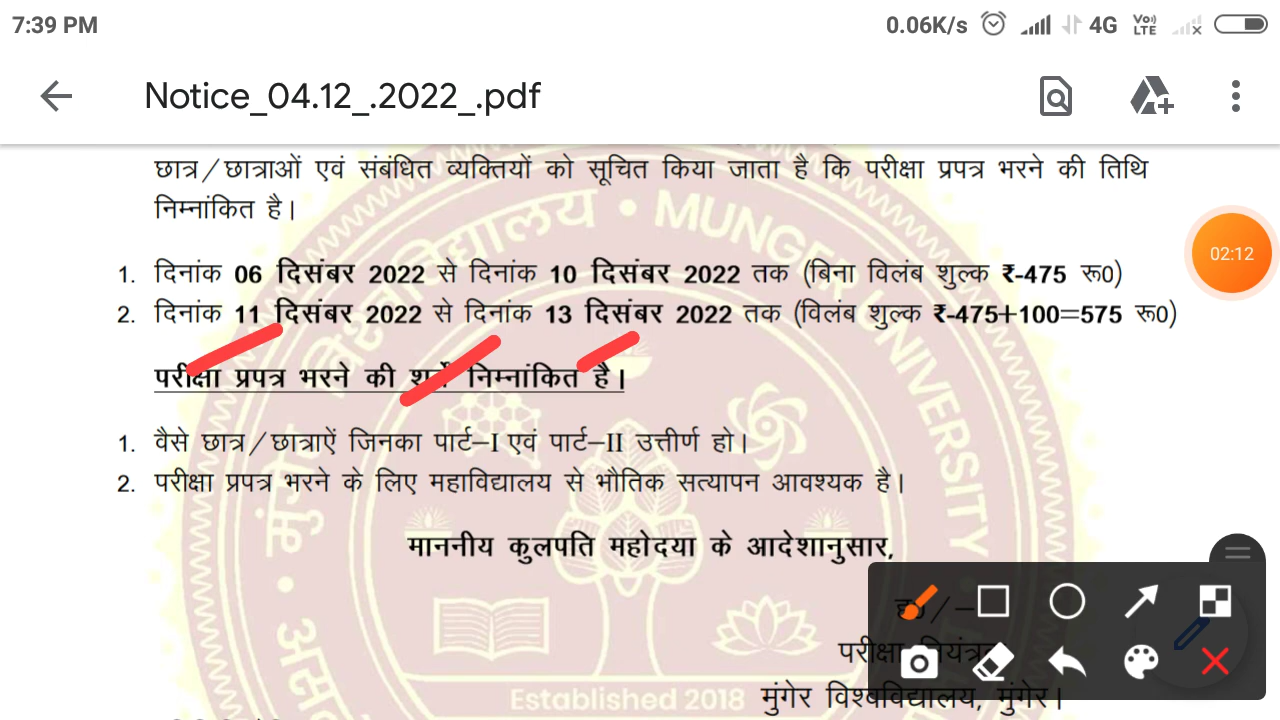 7:39 PM 0.06K/s 4G Vo) LTE
Notice_04.12_.2022_.pdf
छात्र/छात्राओं एवं संबंधित व्यक्तियों को सूचित किया जाता है कि परीक्षा प्रपत्र भरने की तिथि
निम्नांकित है।
1. दिनांक 06 दिसंबर 2022 से दिनांक 10 दिसंबर 2022 तक (बिना विलंब शुल्क ₹-475 रू0)
2. दिनांक 11 दिसंबर 2022 से दिनांक 13 दिसंबर 2022 तक (विलंब शुल्क ₹-475+100=575 रू0)
02:12
परीक्षा प्रपत्र भरने की शर्ते निम्नांकित है।
1. वैसे छात्र/छात्राऐं जिनका पार्ट–I एवं पार्ट–II उत्तीर्ण हो।
2. परीक्षा प्रपत्र भरने के लिए महाविद्यालय से भौतिक सत्यापन आवश्यक है।
माननीय कुलपति महोदया के आदेशानुसार,
ह0/–
परीक्षा नियंत्रक
मुंगेर विश्वविद्यालय, मुंगेर।
MUNGER UNIVERSITY
Established 2018